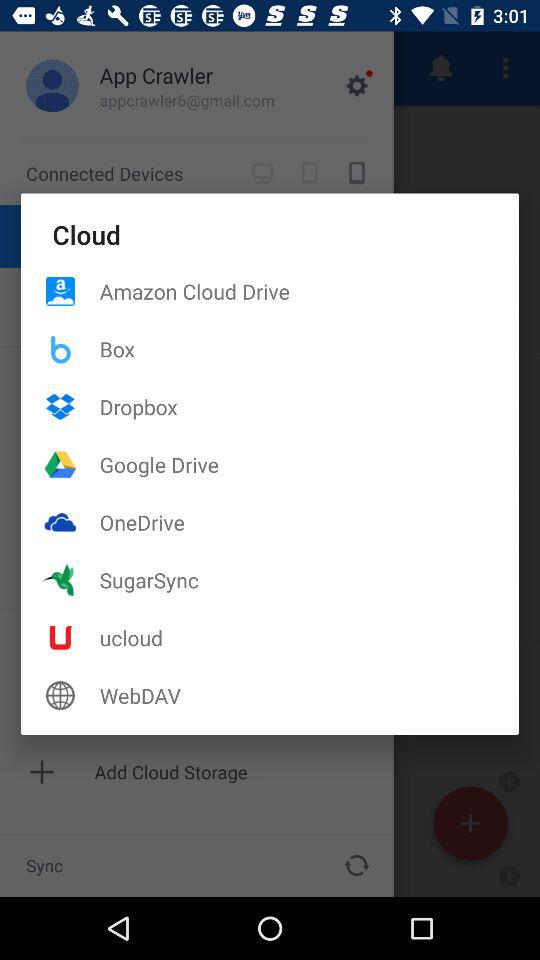 3:01
App Crawler
appcrawler6@gmail.com
Connected Devices
Cloud
Amazon Cloud Drive
Box
Dropbox
Google Drive
OneDrive
SugarSync
ucloud
WebDAV
Add Cloud Storage
Sync